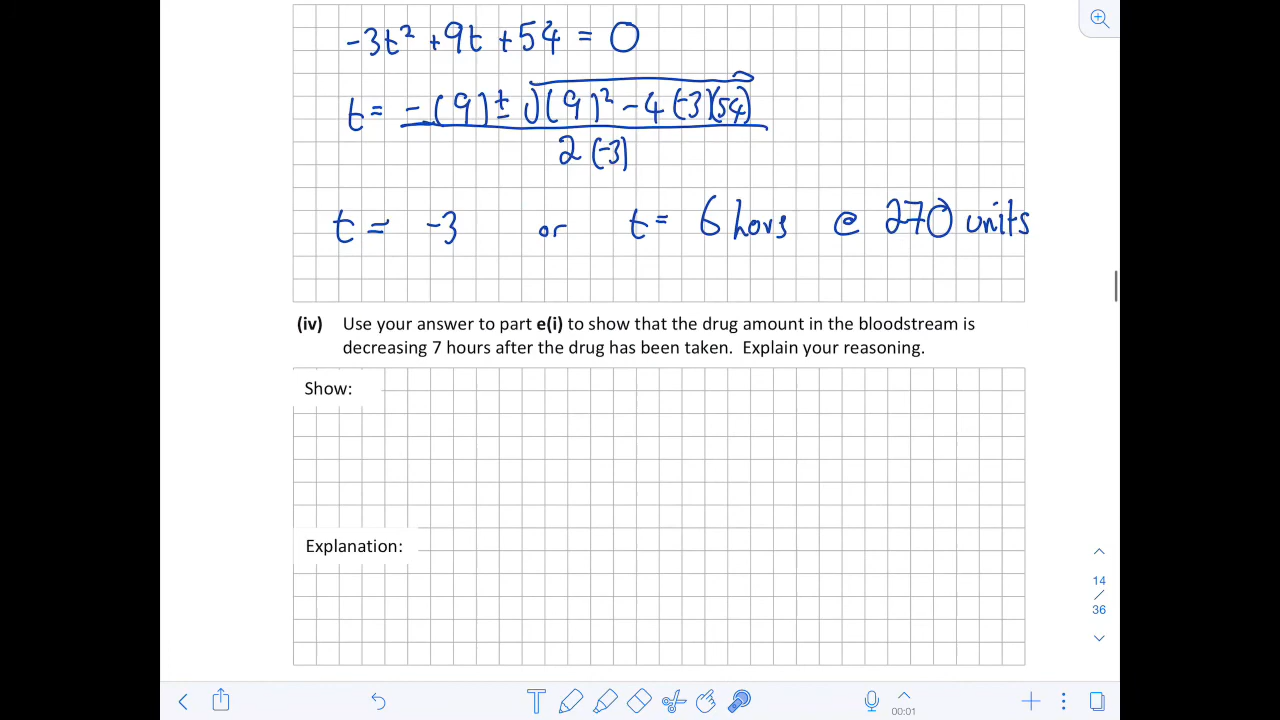 -3t² +9t +54 = 0
t= -(9) ± √(9)² -4(-3)(54)
2(-3)
t = -3 or t= 6 hours @ 270 units
(iv) Use your answer to part e(i) to show that the drug amount in the bloodstream is
decreasing 7 hours after the drug has been taken. Explain your reasoning.
Show:
Explanation:
14
/
36
T
00:01